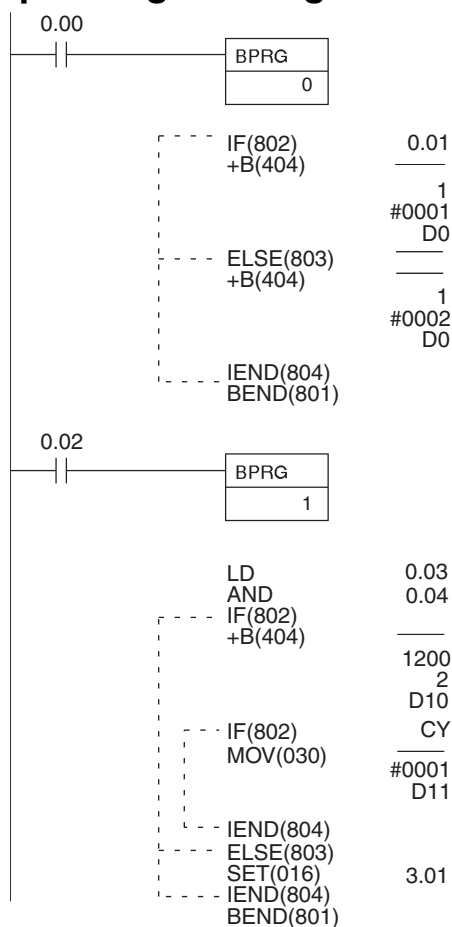 0.00
BPRG
0
IF(802) 0.01
+B(404)
1
#0001
D0
ELSE(803)
+B(404)
1
#0002
D0
IEND(804)
BEND(801)
0.02
BPRG
1
LD 0.03
AND 0.04
IF(802)
+B(404)
1200
2
D10
IF(802) CY
MOV(030)
#0001
D11
IEND(804)
ELSE(803)
SET(016) 3.01
IEND(804)
BEND(801)